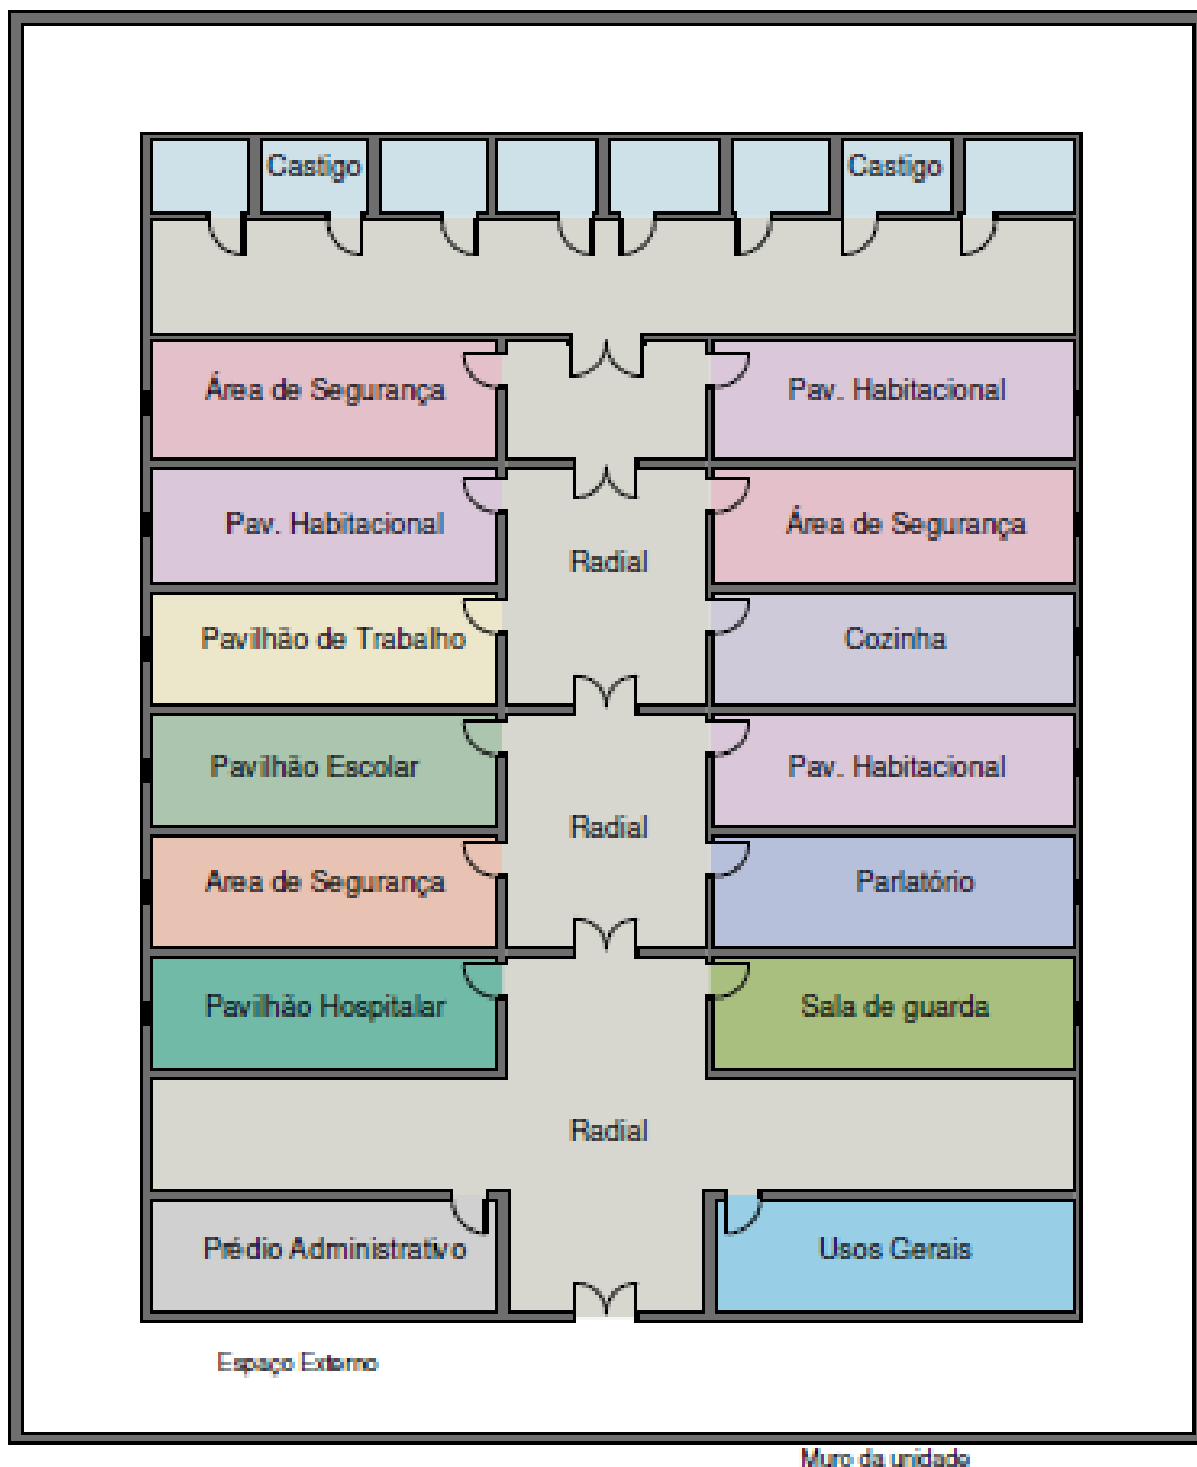 Castigo
Castigo
Área de Segurança
Pav. Habitacional
Pav. Habitacional
Área de Segurança
Radial
Pavilhão de Trabalho
Cozinha
Pavilhão Escolar
Pav. Habitacional
Radial
Area de Segurança
Parlatório
Pavilhão Hospitalar
Sala de guarda
Radial
Prédio Administrativo
Usos Gerais
Espaço Externo
Muro da unidade